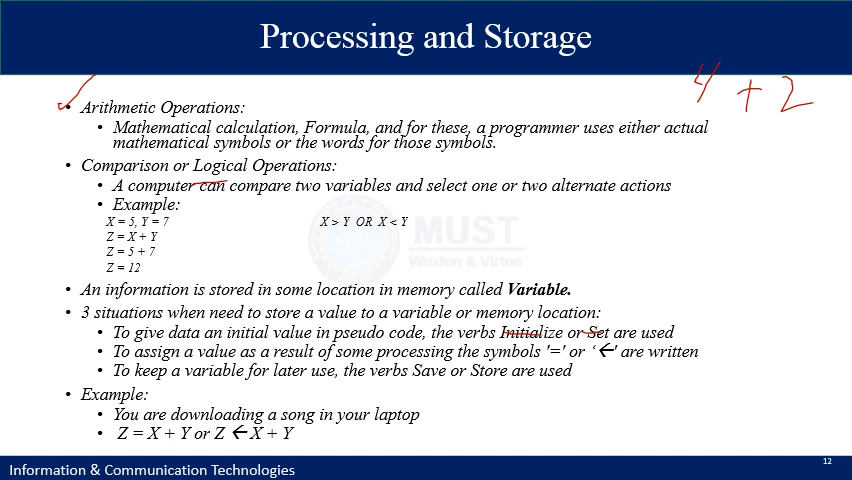 Processing and Storage
4 + 2
• Arithmetic Operations:
• Mathematical calculation, Formula, and for these, a programmer uses either actual
mathematical symbols or the words for those symbols.
• Comparison or Logical Operations:
• A computer can compare two variables and select one or two alternate actions
• Example:
X = 5, Y = 7 X > Y OR X < Y
Z = X + Y
Z = 5 + 7
Z = 12
MUST
Wisdom & Virtue
• An information is stored in some location in memory called Variable.
• 3 situations when need to store a value to a variable or memory location:
• To give data an initial value in pseudo code, the verbs Initialize or Set are used
• To assign a value as a result of some processing the symbols '=' or ‘←' are written
• To keep a variable for later use, the verbs Save or Store are used
• Example:
• You are downloading a song in your laptop
• Z = X + Y or Z ← X + Y
Information & Communication Technologies
12